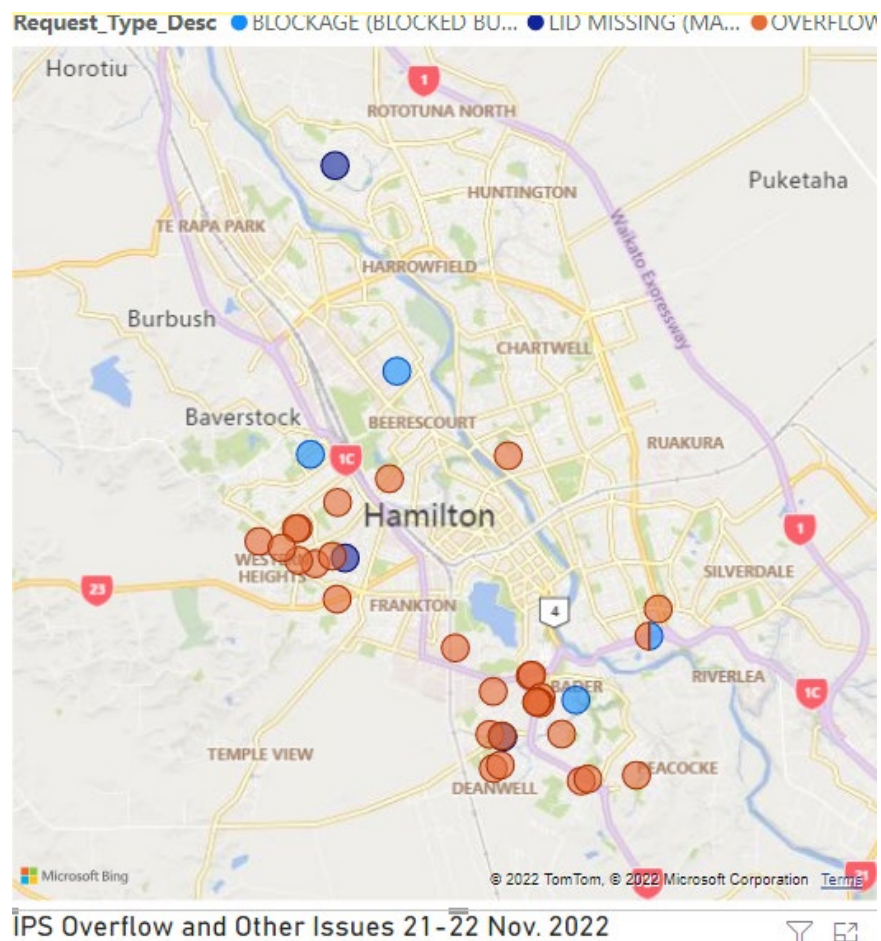 Request_Type_Desc BLOCKAGE (BLOCKED BU... LID MISSING (MA... OVERFLOW
Horotiu
1
ROTOTUNA NORTH
Puketaha
HUNTINGTON
TE RAPA PARK
Waikato Expressway
HARROWFIELD
Burbush
CHARTWELL
Baverstock
BEERESCOURT
RUAKURA
1C
Hamilton
1
WESTERN HEIGHTS
SILVERDALE
23
FRANKTON
4
RIVERLEA
BADER
1C
TEMPLE VIEW
PEACOCKE
DEANWELL
Microsoft Bing
© 2022 TomTom, © 2022 Microsoft Corporation Terms
IPS Overflow and Other Issues 21-22 Nov. 2022